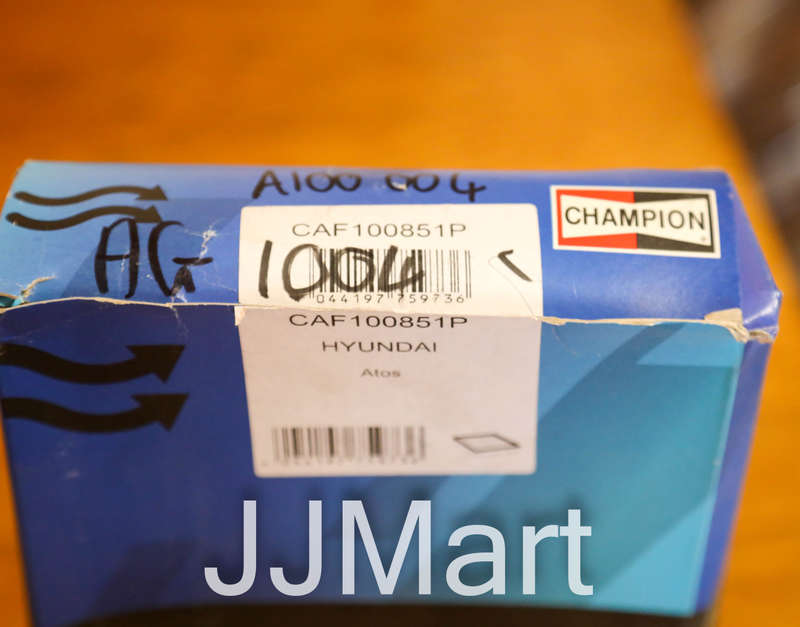 A100 004
CHAMPION
CAF100851P
AG 1004
044197 759736
CAF100851P
HYUNDAI
Atos
JJMart